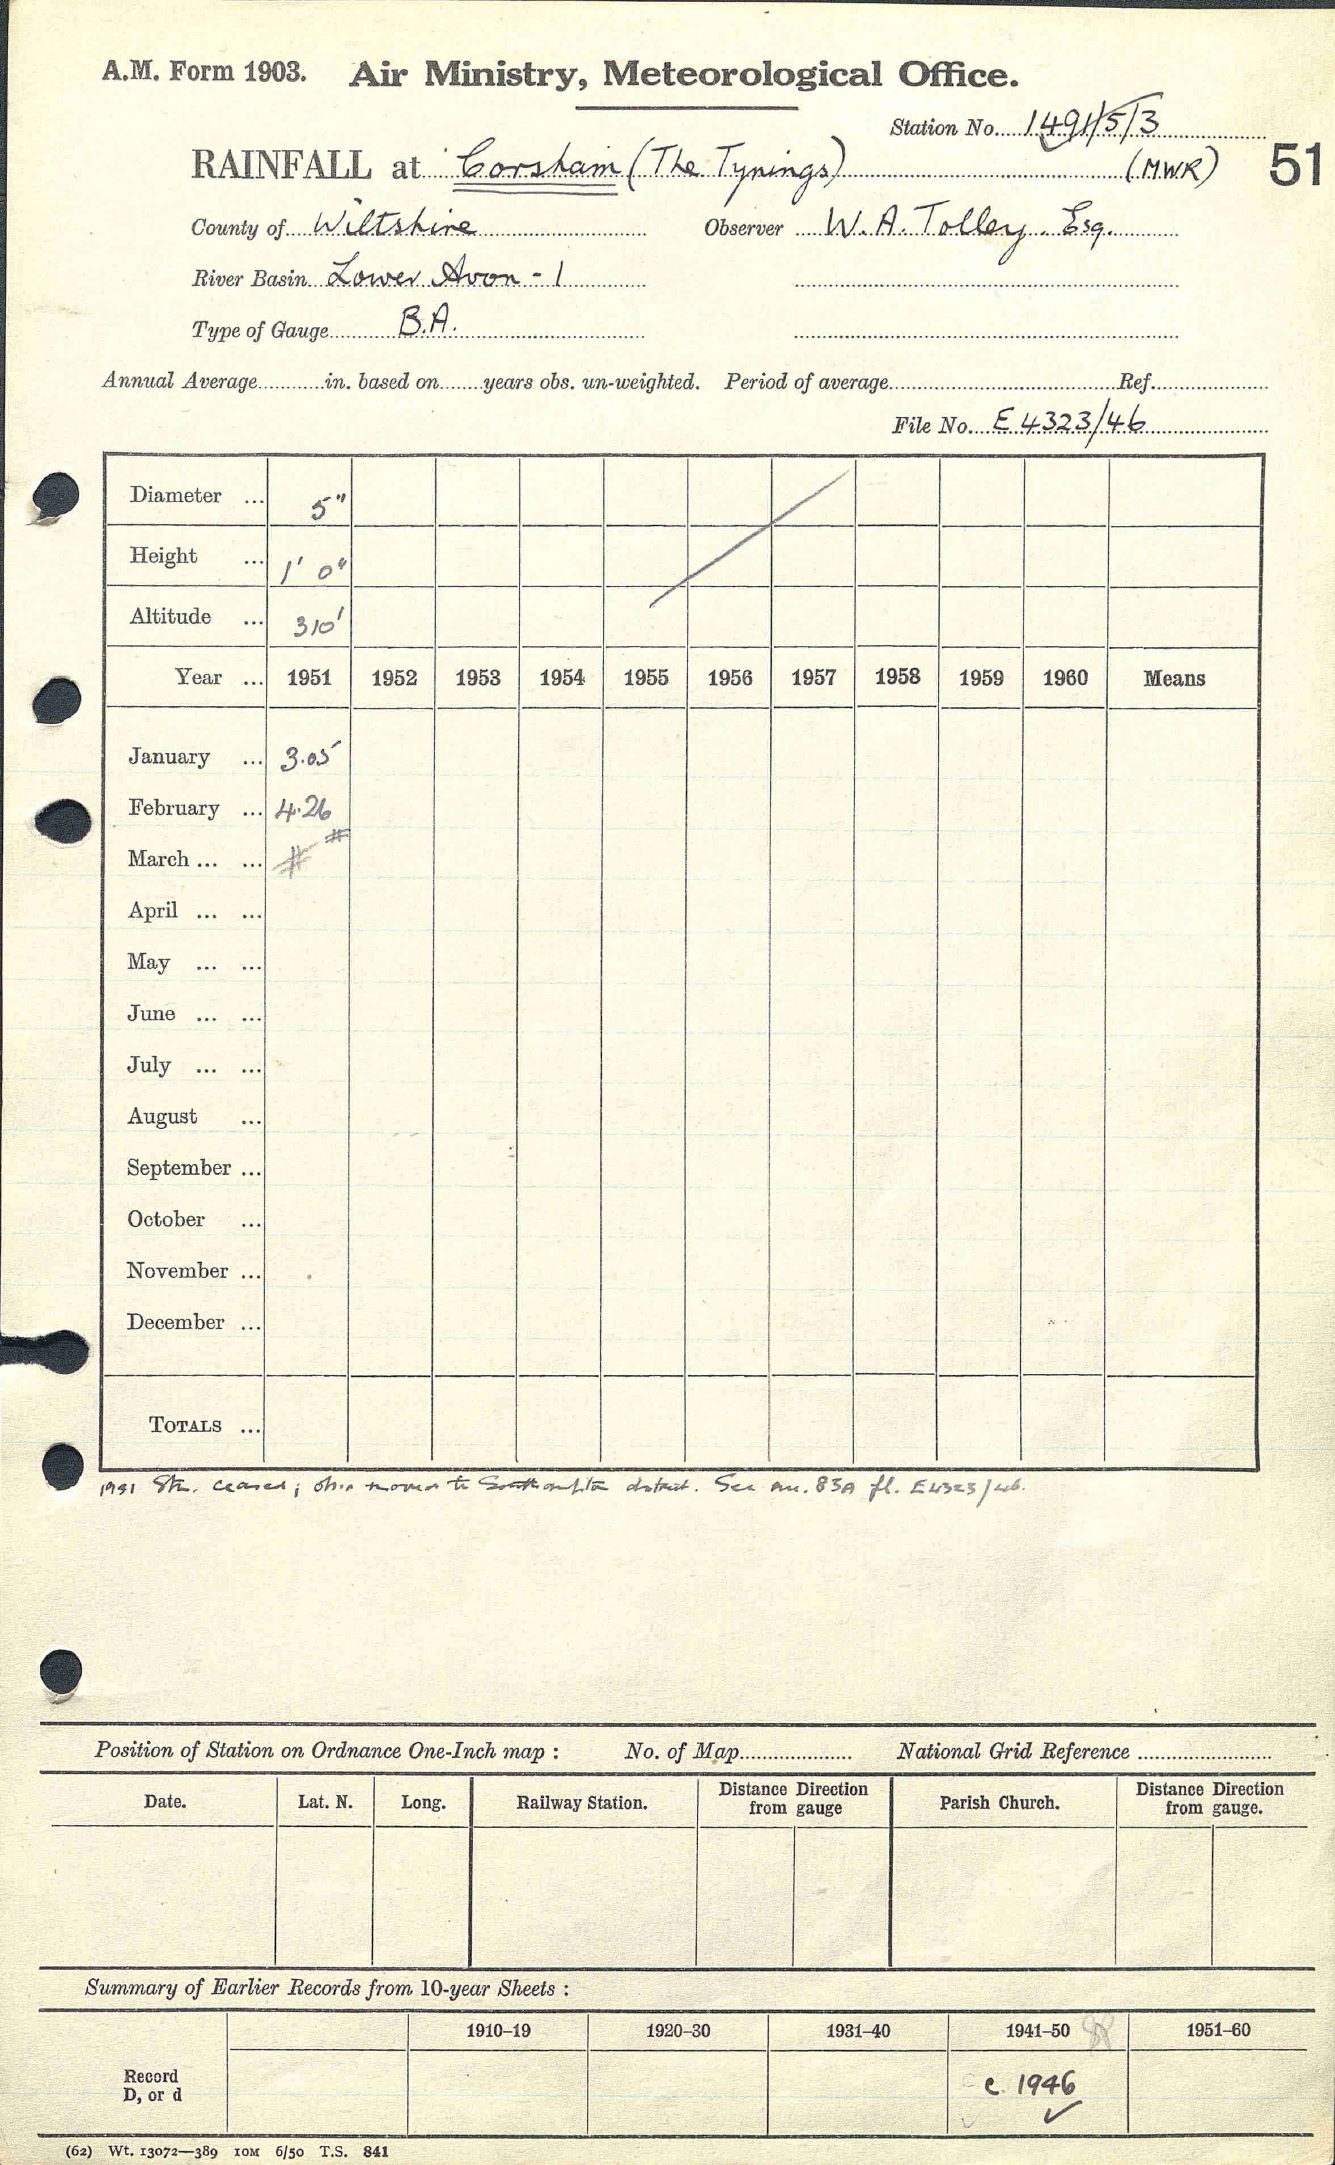 A.M. Form 1903. Air Ministry, Meteorological Office.
Station No. 1491/5/3
RAINFALL at Corsham (The Tynings) (MWR) 51
County of Wiltshire Observer W. A. Tolley. Esq.
River Basin Lower Avon - 1
Type of Gauge B.A.
Annual Average in. based on years obs. un-weighted. Period of average Ref.
File No. E 4323/46
Diameter ... 5"
Height ... 1' 0"
Altitude ... 310'
Year ... 1951 1952 1953 1954 1955 1956 1957 1958 1959 1960 Means
January ... 3.05
February ... 4.26 #
March ... ... #
April ... ...
May ... ...
June ... ...
July ... ...
August ...
September ...
October ...
November ...
December ...
TOTALS ...
1951 Stn. ceased; obsr moved to Southampton district. See 83A fl. E4323/46.
Position of Station on Ordnance One-Inch map : No. of Map National Grid Reference
Date. Lat. N. Long. Railway Station. Distance Direction from gauge Parish Church. Distance Direction from gauge.
Summary of Earlier Records from 10-year Sheets :
1910–19 1920–30 1931–40 1941–50 1951–60
Record
D, or d c. 1946 ✓
(62) Wt. 13072—389 10M 6/50 T.S. 841